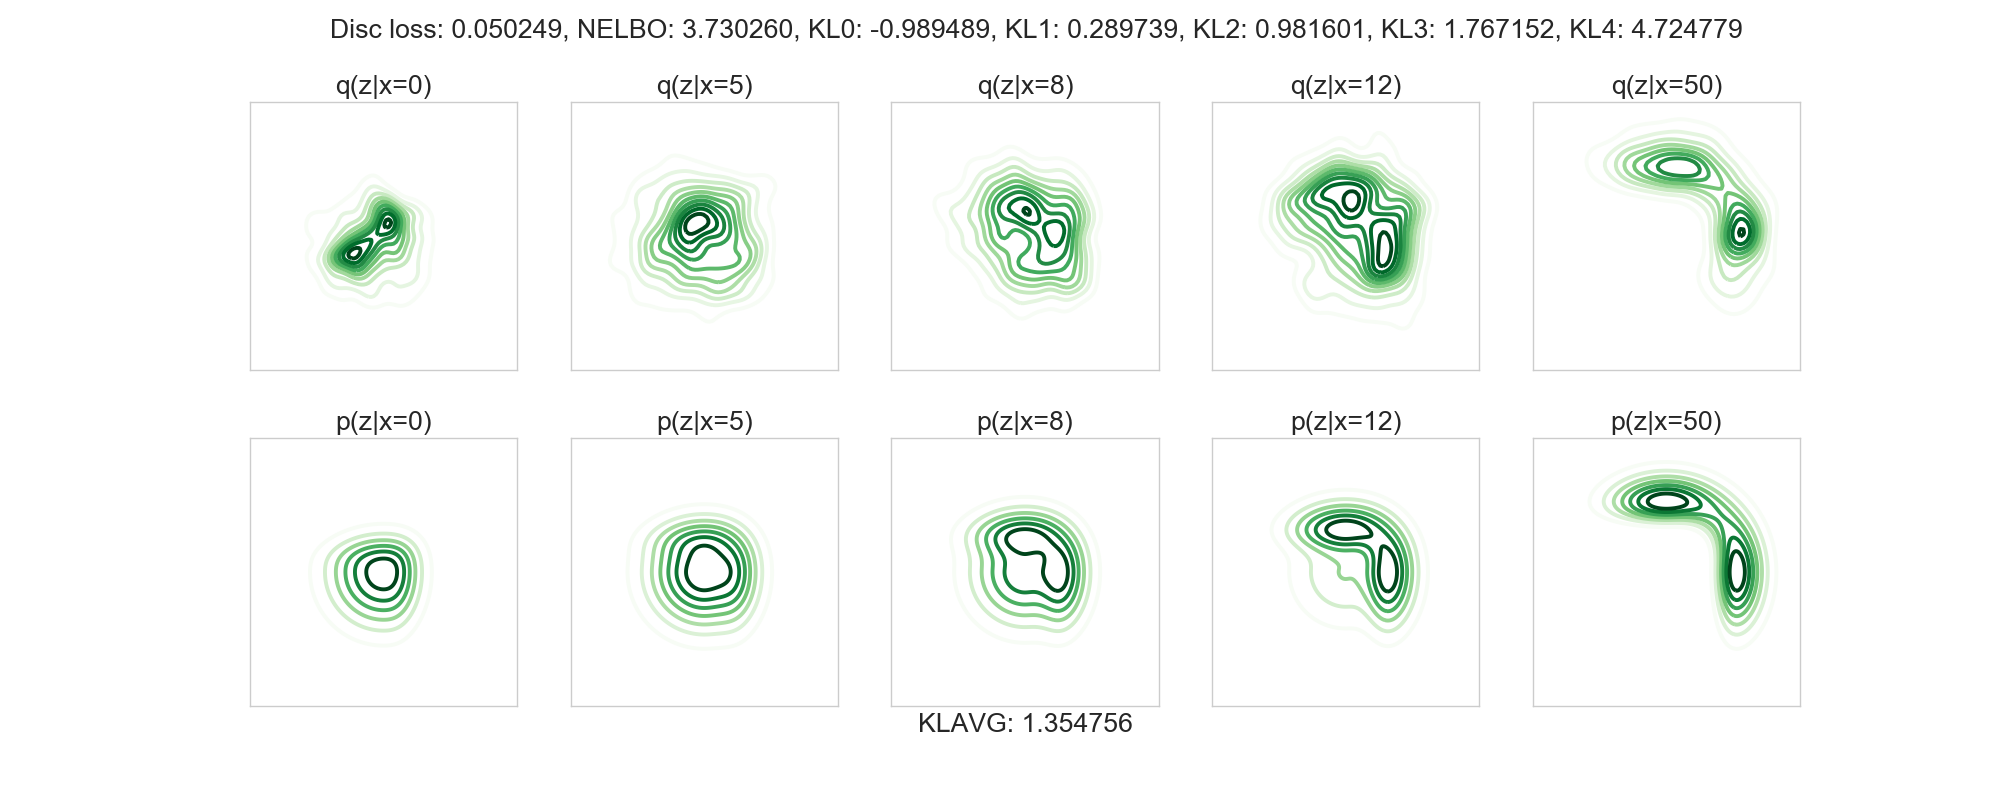 Disc loss: 0.050249, NELBO: 3.730260, KL0: -0.989489, KL1: 0.289739, KL2: 0.981601, KL3: 1.767152, KL4: 4.724779
q(z|x=0) q(z|x=5) q(z|x=8) q(z|x=12) q(z|x=50)
p(z|x=0) p(z|x=5) p(z|x=8) p(z|x=12) p(z|x=50)
KLAVG: 1.354756